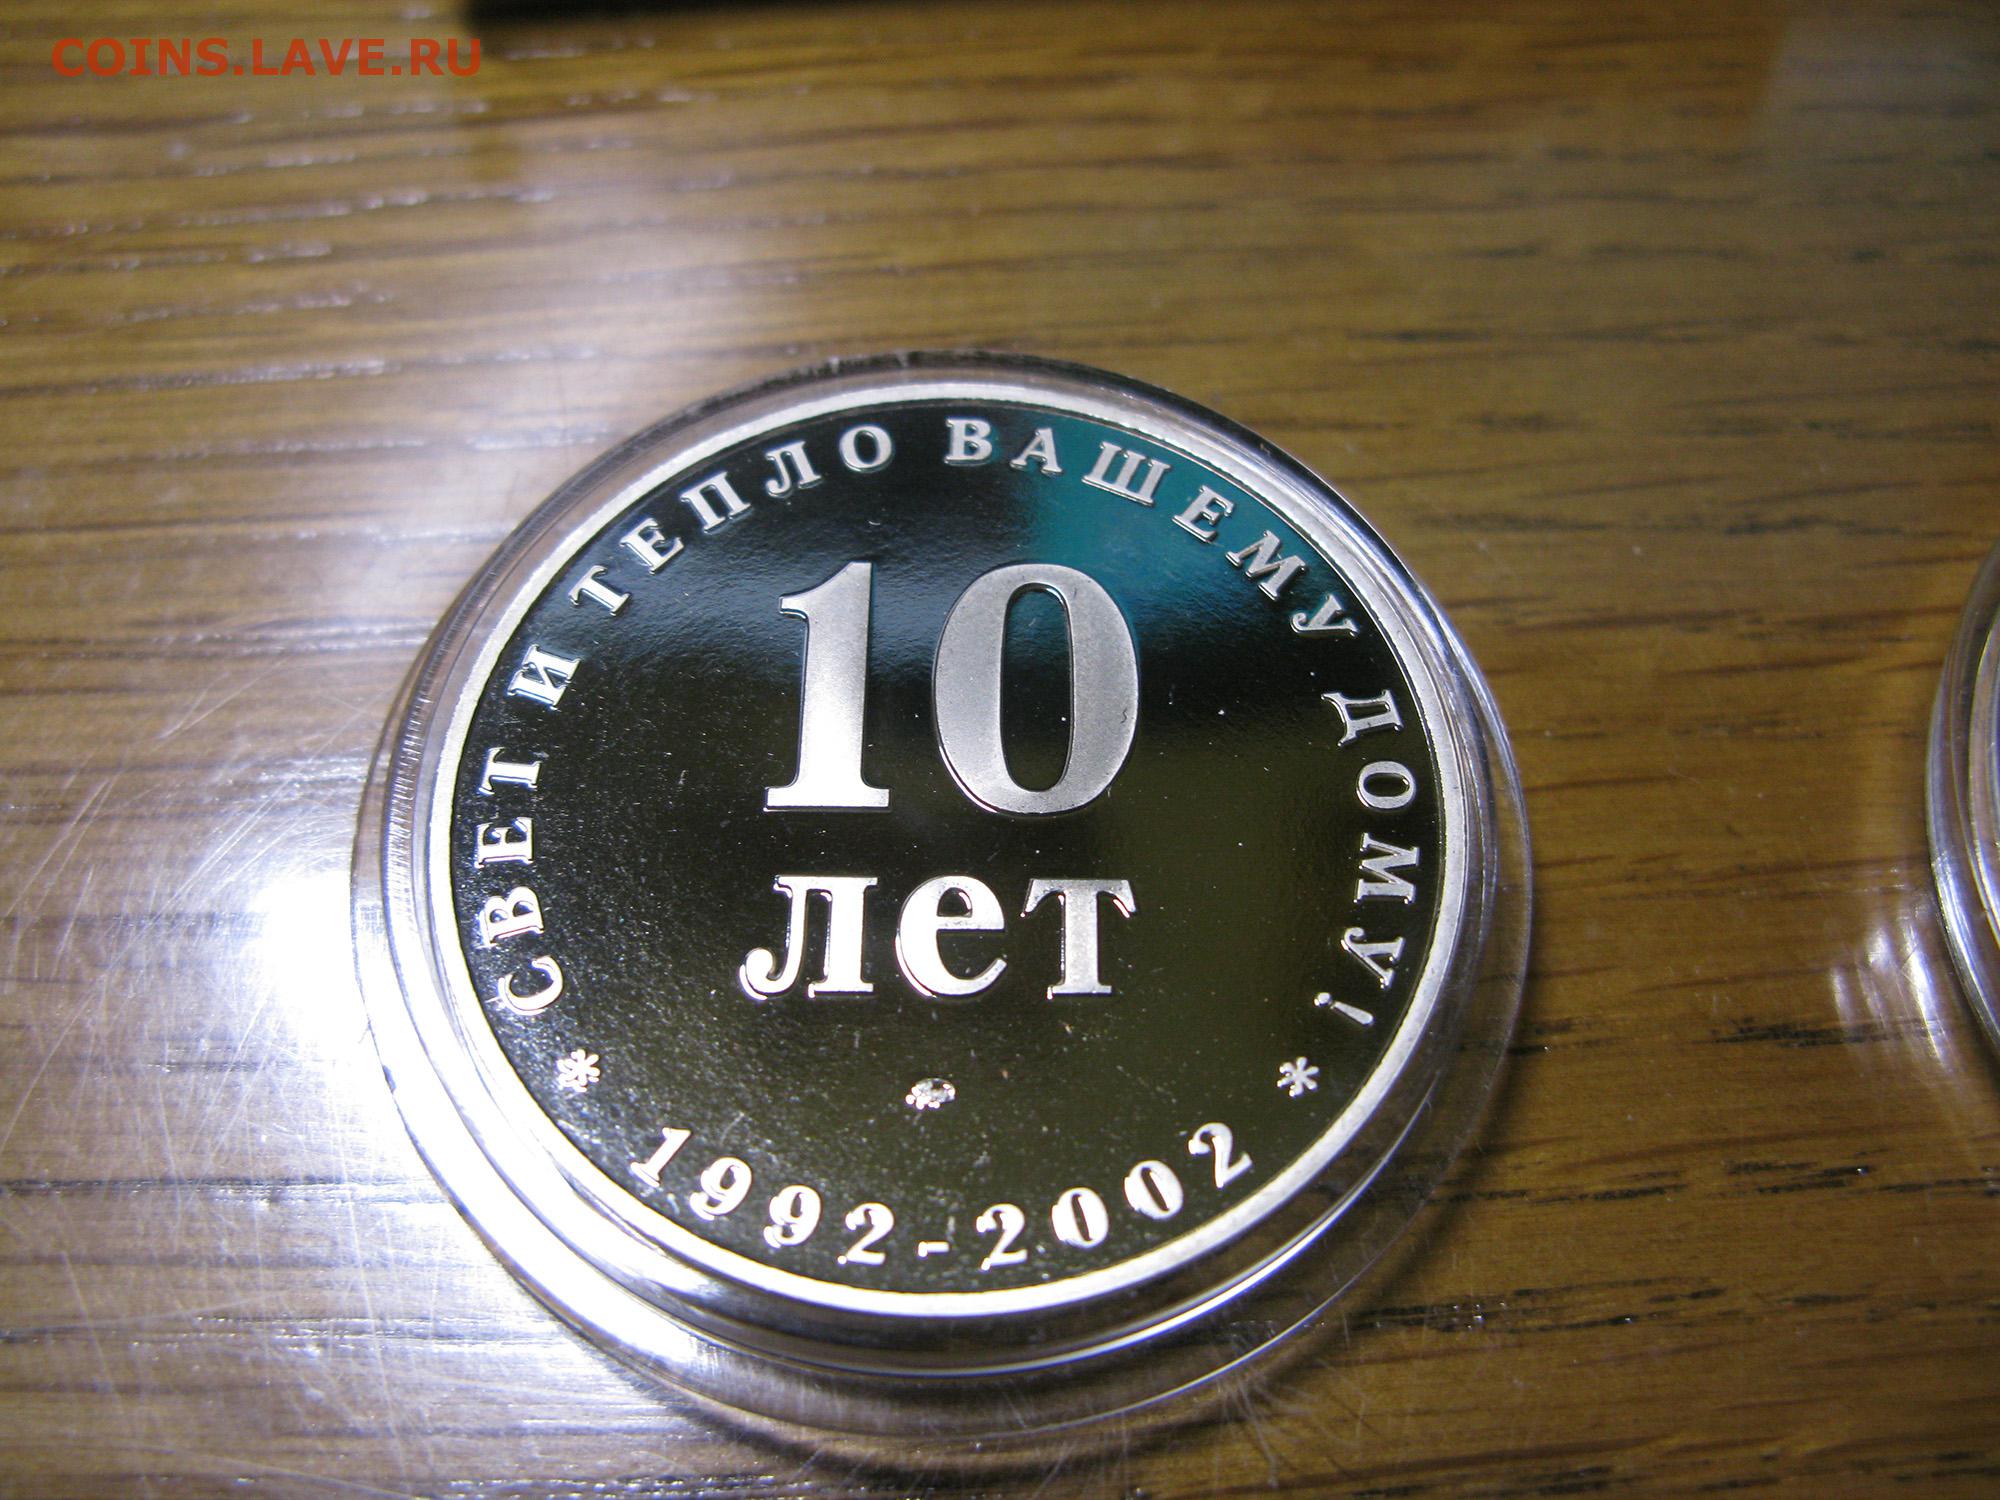 COINS.LAVE.RU
СВЕТ И ТЕПЛО ВАШЕМУ ДОМУ!
10
лет
* 1992-2002 *